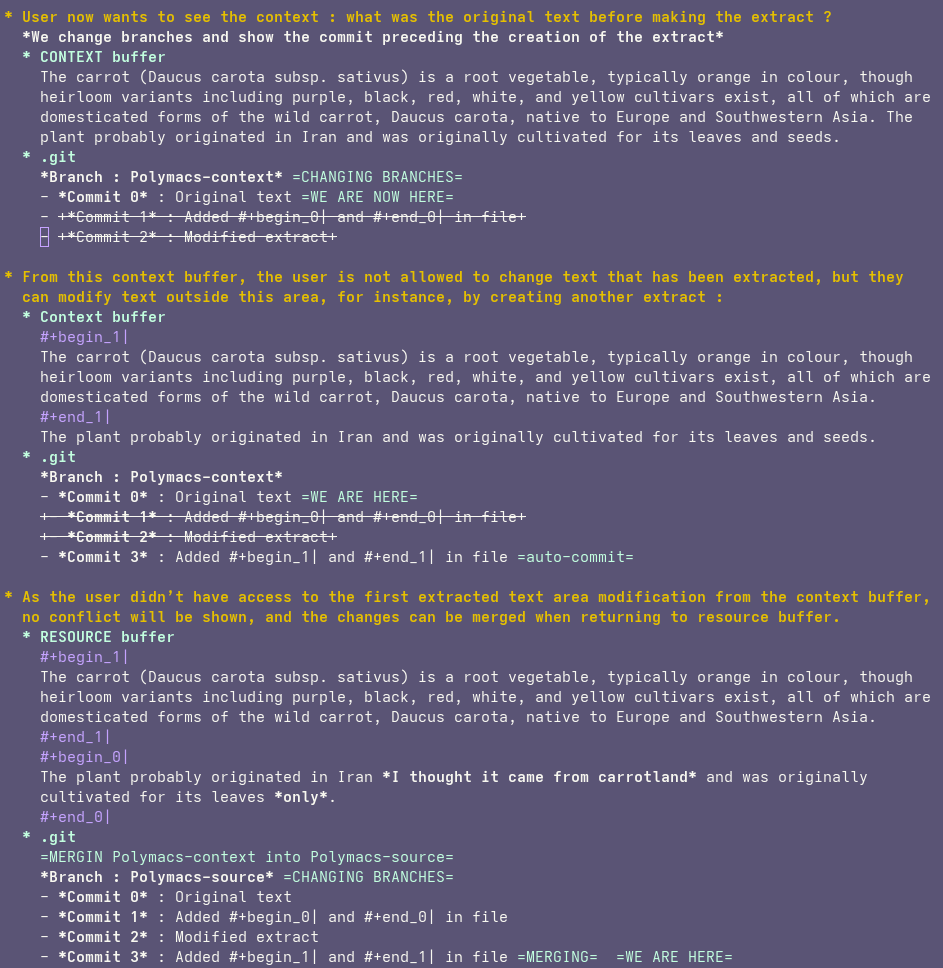 * User now wants to see the context : what was the original text before making the extract ?
*We change branches and show the commit preceding the creation of the extract*
* CONTEXT buffer
The carrot (Daucus carota subsp. sativus) is a root vegetable, typically orange in colour, though
heirloom variants including purple, black, red, white, and yellow cultivars exist, all of which are
domesticated forms of the wild carrot, Daucus carota, native to Europe and Southwestern Asia. The
plant probably originated in Iran and was originally cultivated for its leaves and seeds.
* .git
*Branch : Polymacs-context* =CHANGING BRANCHES=
- *Commit 0* : Original text =WE ARE NOW HERE=
- +*Commit 1* : Added #+begin_0| and #+end_0| in file+
- +*Commit 2* : Modified extract+
* From this context buffer, the user is not allowed to change text that has been extracted, but they
can modify text outside this area, for instance, by creating another extract :
* Context buffer
#+begin_1|
The carrot (Daucus carota subsp. sativus) is a root vegetable, typically orange in colour, though
heirloom variants including purple, black, red, white, and yellow cultivars exist, all of which are
domesticated forms of the wild carrot, Daucus carota, native to Europe and Southwestern Asia.
#+end_1|
The plant probably originated in Iran and was originally cultivated for its leaves and seeds.
* .git
*Branch : Polymacs-context*
- *Commit 0* : Original text =WE ARE HERE=
+- *Commit 1* : Added #+begin_0| and #+end_0| in file+
+- *Commit 2* : Modified extract+
- *Commit 3* : Added #+begin_1| and #+end_1| in file =auto-commit=
* As the user didn’t have access to the first extracted text area modification from the context buffer,
no conflict will be shown, and the changes can be merged when returning to resource buffer.
* RESOURCE buffer
#+begin_1|
The carrot (Daucus carota subsp. sativus) is a root vegetable, typically orange in colour, though
heirloom variants including purple, black, red, white, and yellow cultivars exist, all of which are
domesticated forms of the wild carrot, Daucus carota, native to Europe and Southwestern Asia.
#+end_1|
#+begin_0|
The plant probably originated in Iran *I thought it came from carrotland* and was originally
cultivated for its leaves *only*.
#+end_0|
* .git
=MERGIN Polymacs-context into Polymacs-source=
*Branch : Polymacs-source* =CHANGING BRANCHES=
- *Commit 0* : Original text
- *Commit 1* : Added #+begin_0| and #+end_0| in file
- *Commit 2* : Modified extract
- *Commit 3* : Added #+begin_1| and #+end_1| in file =MERGING=  =WE ARE HERE=